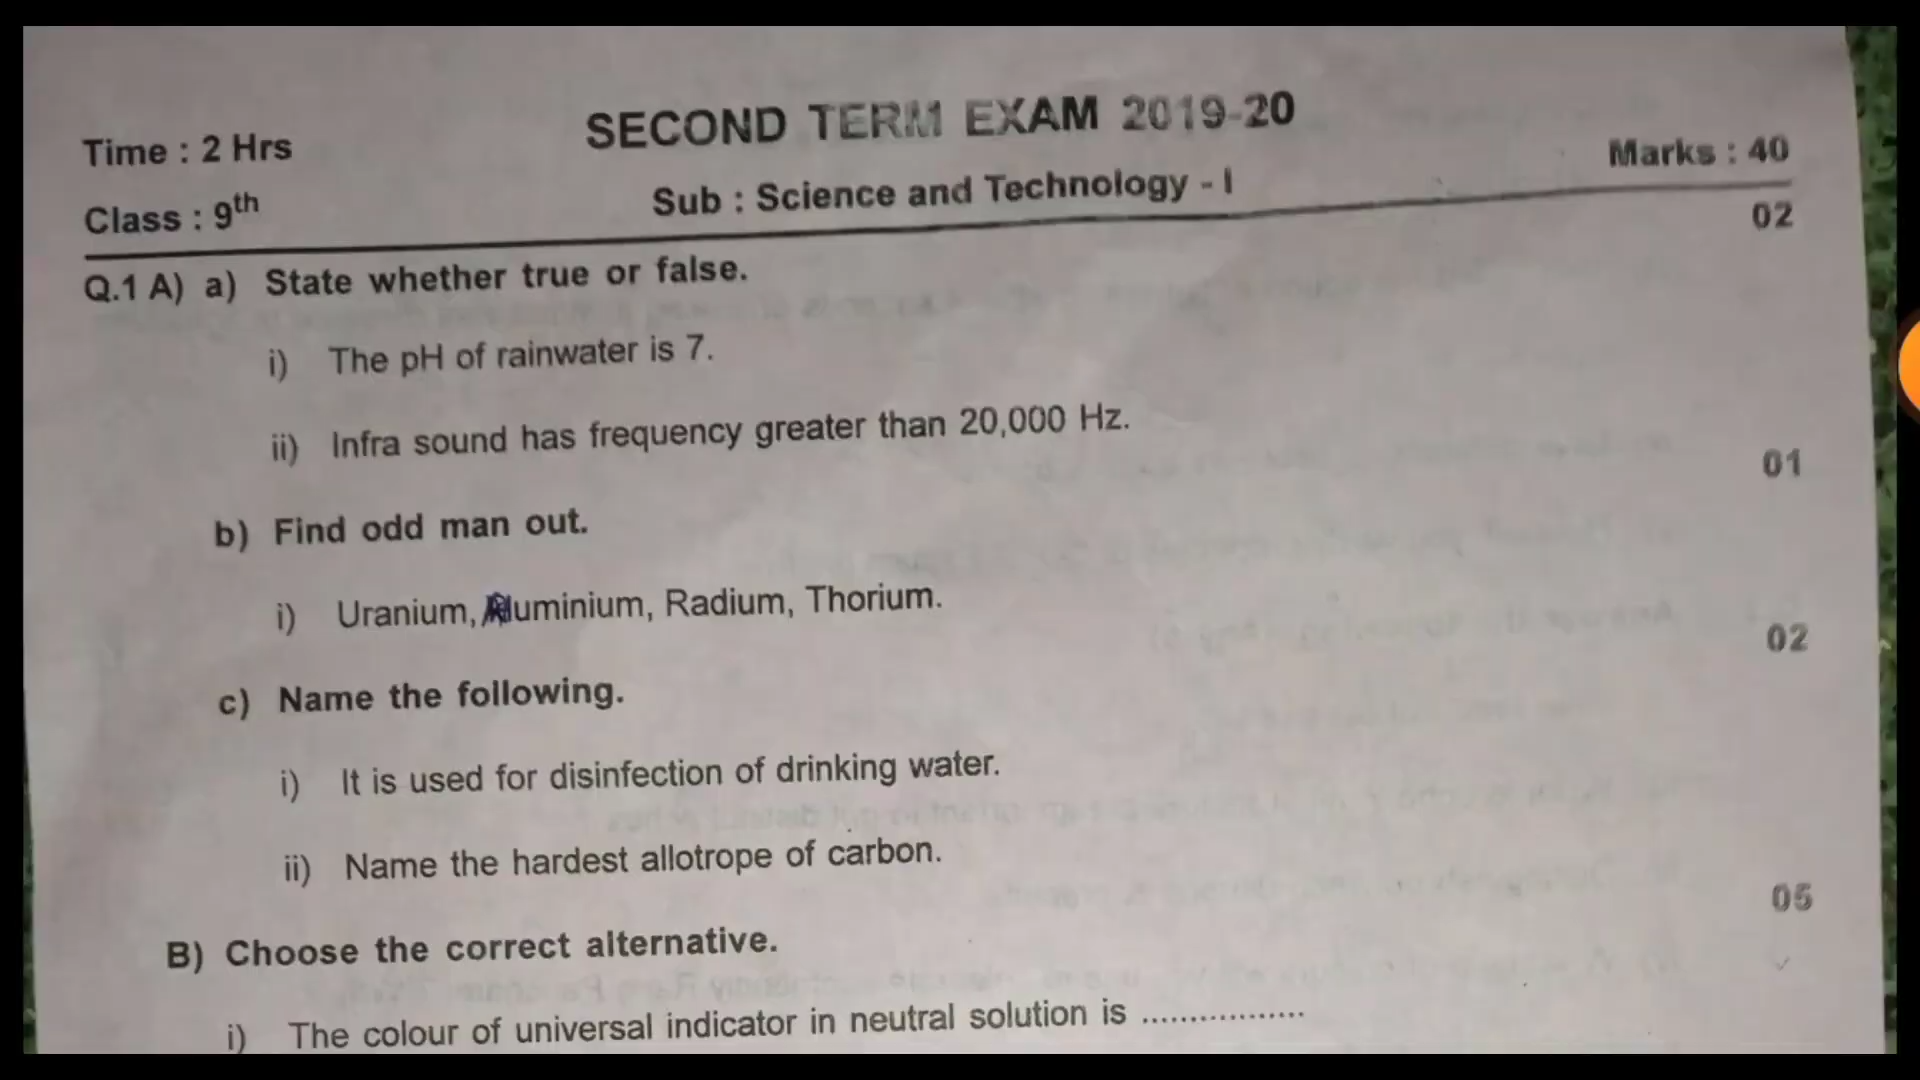 SECOND TERM EXAM 2019-20
Time : 2 Hrs
Marks : 40
Class : 9th
Sub : Science and Technology - I
Q.1 A) a) State whether true or false. 02
i) The pH of rainwater is 7.
ii) Infra sound has frequency greater than 20,000 Hz.
b) Find odd man out. 01
i) Uranium, Aluminium, Radium, Thorium.
c) Name the following. 02
i) It is used for disinfection of drinking water.
ii) Name the hardest allotrope of carbon.
B) Choose the correct alternative. 05
i) The colour of universal indicator in neutral solution is .................